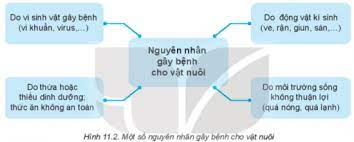 Do vi sinh vật gây bệnh
(vi khuẩn, virus,...)
Do động vật kí sinh
(ve, rận, giun, sán,...)
Nguyên nhân
gây bệnh
cho vật nuôi
Do thừa hoặc
thiếu dinh dưỡng;
thức ăn không an toàn
Do môi trường sống
không thuận lợi
(quá nóng, quá lạnh)
Hình 11.2. Một số nguyên nhân gây bệnh cho vật nuôi